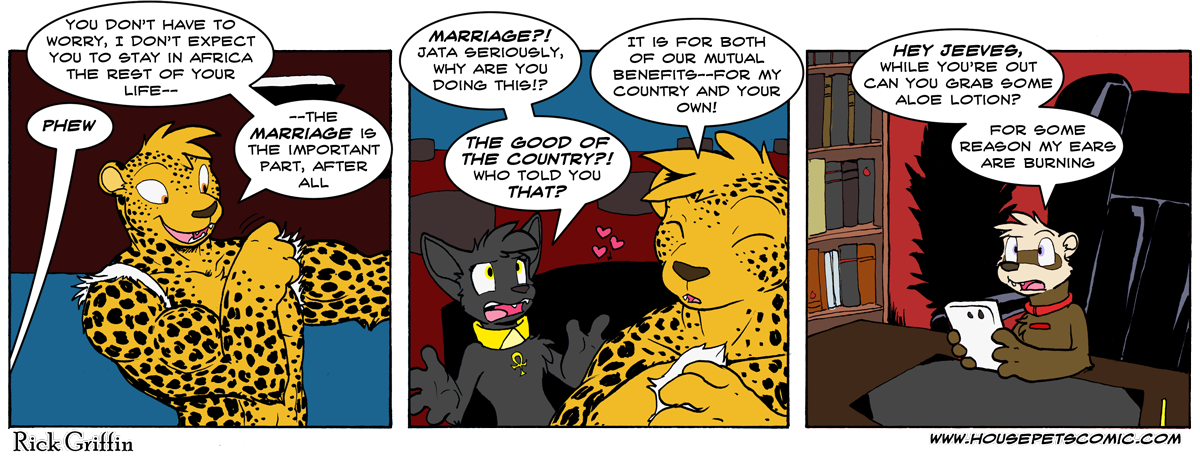 YOU DON'T HAVE TO
WORRY, I DON'T EXPECT
YOU TO STAY IN AFRICA
THE REST OF YOUR
LIFE--
PHEW
--THE
MARRIAGE IS
THE IMPORTANT
PART, AFTER
ALL
MARRIAGE?!
JATA SERIOUSLY,
WHY ARE YOU
DOING THIS!?
IT IS FOR BOTH
OF OUR MUTUAL
BENEFITS--FOR MY
COUNTRY AND YOUR
OWN!
THE GOOD OF
THE COUNTRY?!
WHO TOLD YOU
THAT?
HEY JEEVES,
WHILE YOU'RE OUT
CAN YOU GRAB SOME
ALOE LOTION?
FOR SOME
REASON MY EARS
ARE BURNING
Rick Griffin
WWW.HOUSEPETSCOMIC.COM